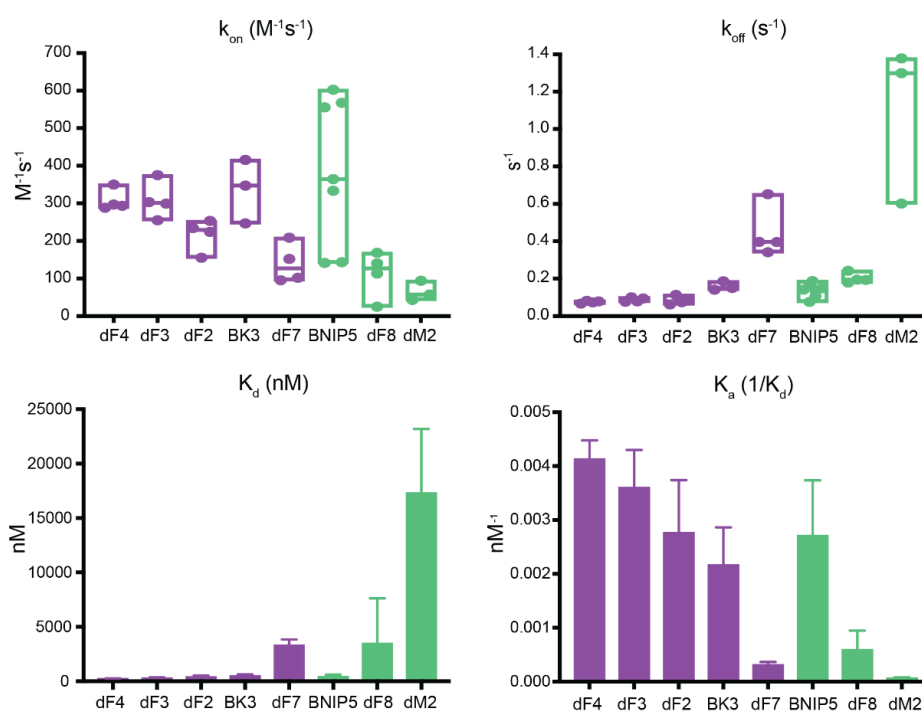 kon (M-1s-1)
M-1s-1
700
600
500
400
300
200
100
0
dF4 dF3 dF2 BK3 dF7 BNIP5 dF8 dM2
koff (s-1)
s-1
1.4
1.2
1.0
0.8
0.6
0.4
0.2
0.0
dF4 dF3 dF2 BK3 dF7 BNIP5 dF8 dM2
Kd (nM)
nM
25000
20000
15000
10000
5000
0
dF4 dF3 dF2 BK3 dF7 BNIP5 dF8 dM2
Ka (1/Kd)
nM-1
0.005
0.004
0.003
0.002
0.001
0.000
dF4 dF3 dF2 BK3 dF7 BNIP5 dF8 dM2